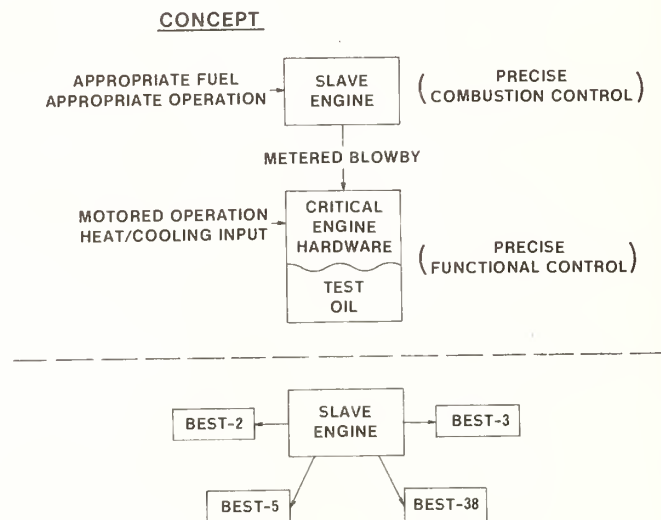 CONCEPT
APPROPRIATE FUEL
APPROPRIATE OPERATION
SLAVE
ENGINE
(PRECISE
COMBUSTION CONTROL)
METERED BLOWBY
MOTORED OPERATION
HEAT/COOLING INPUT
CRITICAL
ENGINE
HARDWARE
TEST
OIL
(PRECISE
FUNCTIONAL CONTROL)
BEST-2
SLAVE
ENGINE
BEST-3
BEST-5
BEST-38